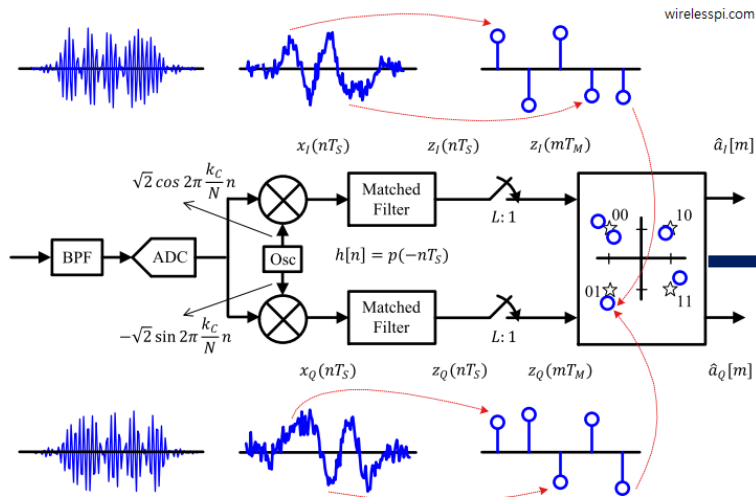 wirelesspi.com
x_I(nT_S)
z_I(nT_S)
z_I(mT_M)
â_I[m]
√2 cos 2π k_C/N n
Matched
Filter
L: 1
00
10
BPF
ADC
Osc
h[n] = p(−nT_S)
01
11
−√2 sin 2π k_C/N n
Matched
Filter
L: 1
x_Q(nT_S)
z_Q(nT_S)
z_Q(mT_M)
â_Q[m]